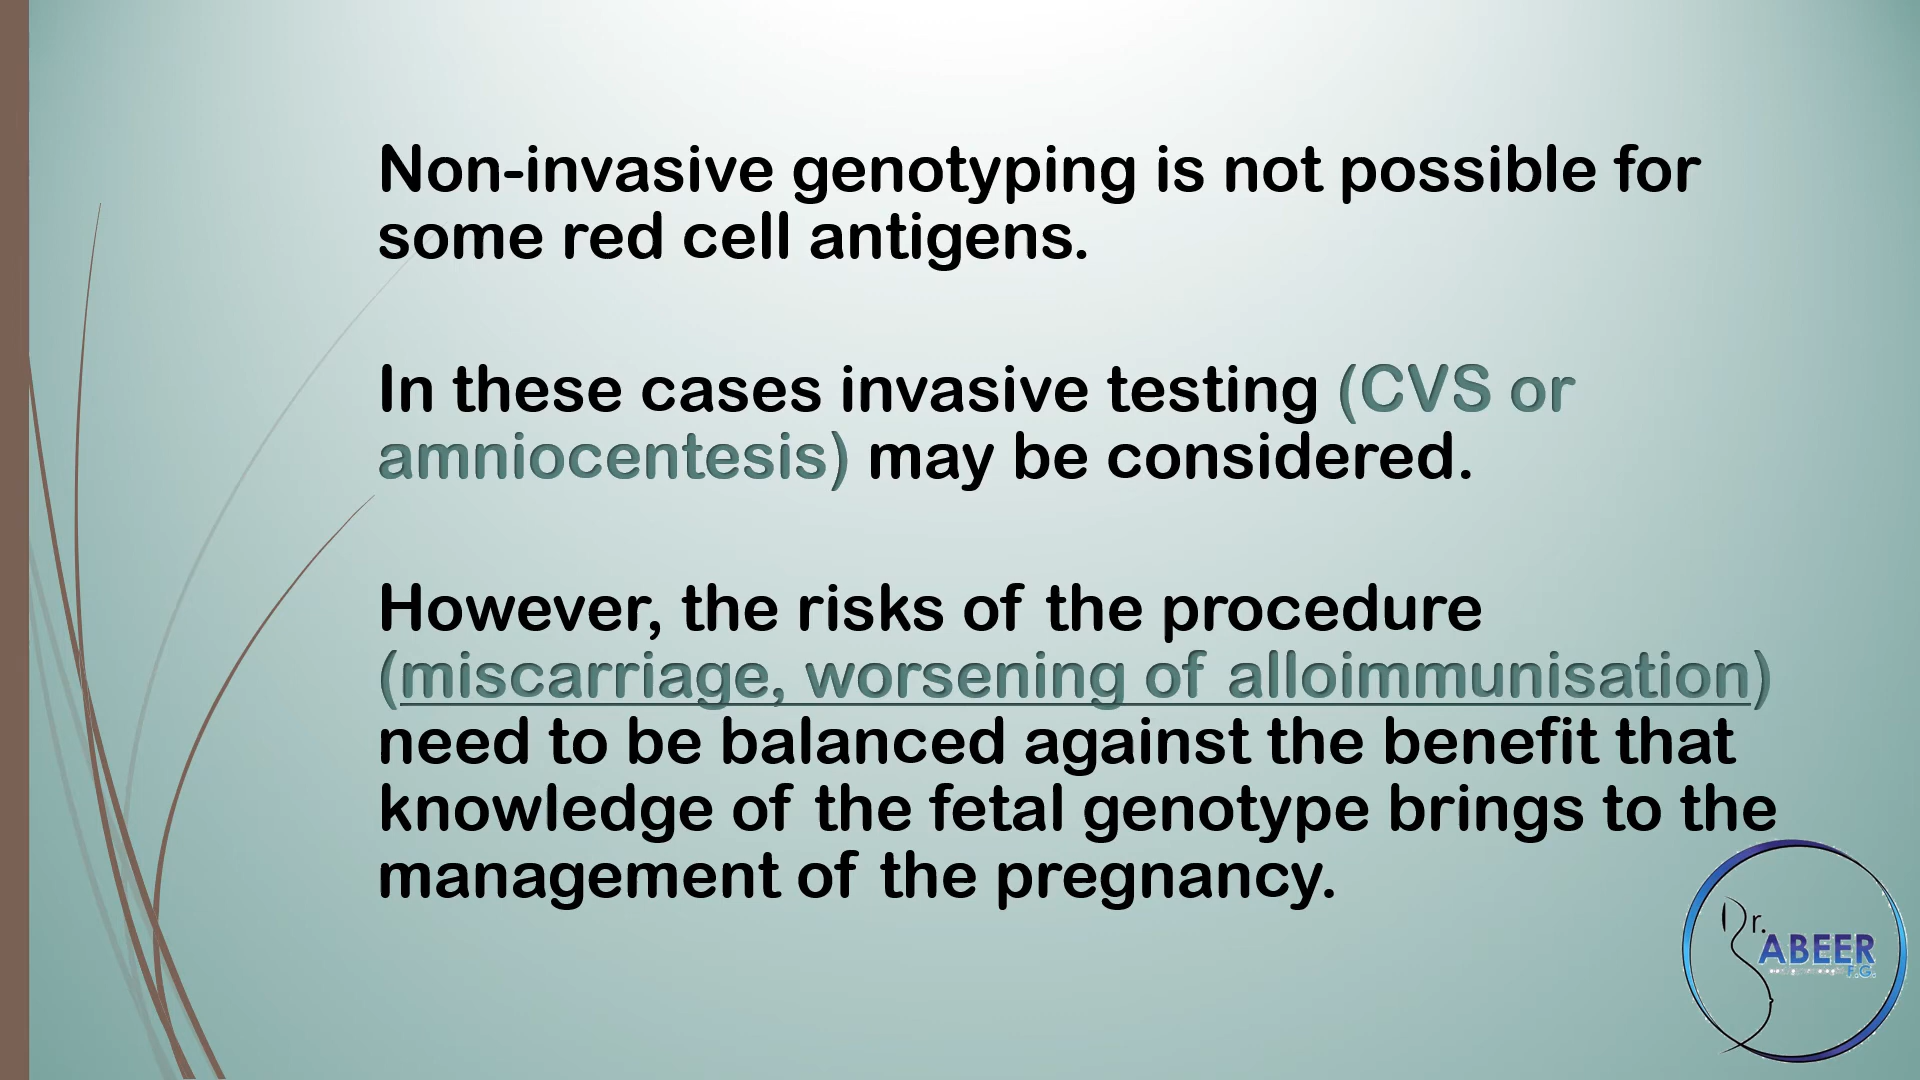 Non-invasive genotyping is not possible for
some red cell antigens.
In these cases invasive testing (CVS or
amniocentesis) may be considered.
However, the risks of the procedure
(miscarriage, worsening of alloimmunisation)
need to be balanced against the benefit that
knowledge of the fetal genotype brings to the
management of the pregnancy.
Dr.
ABEER
F.G.